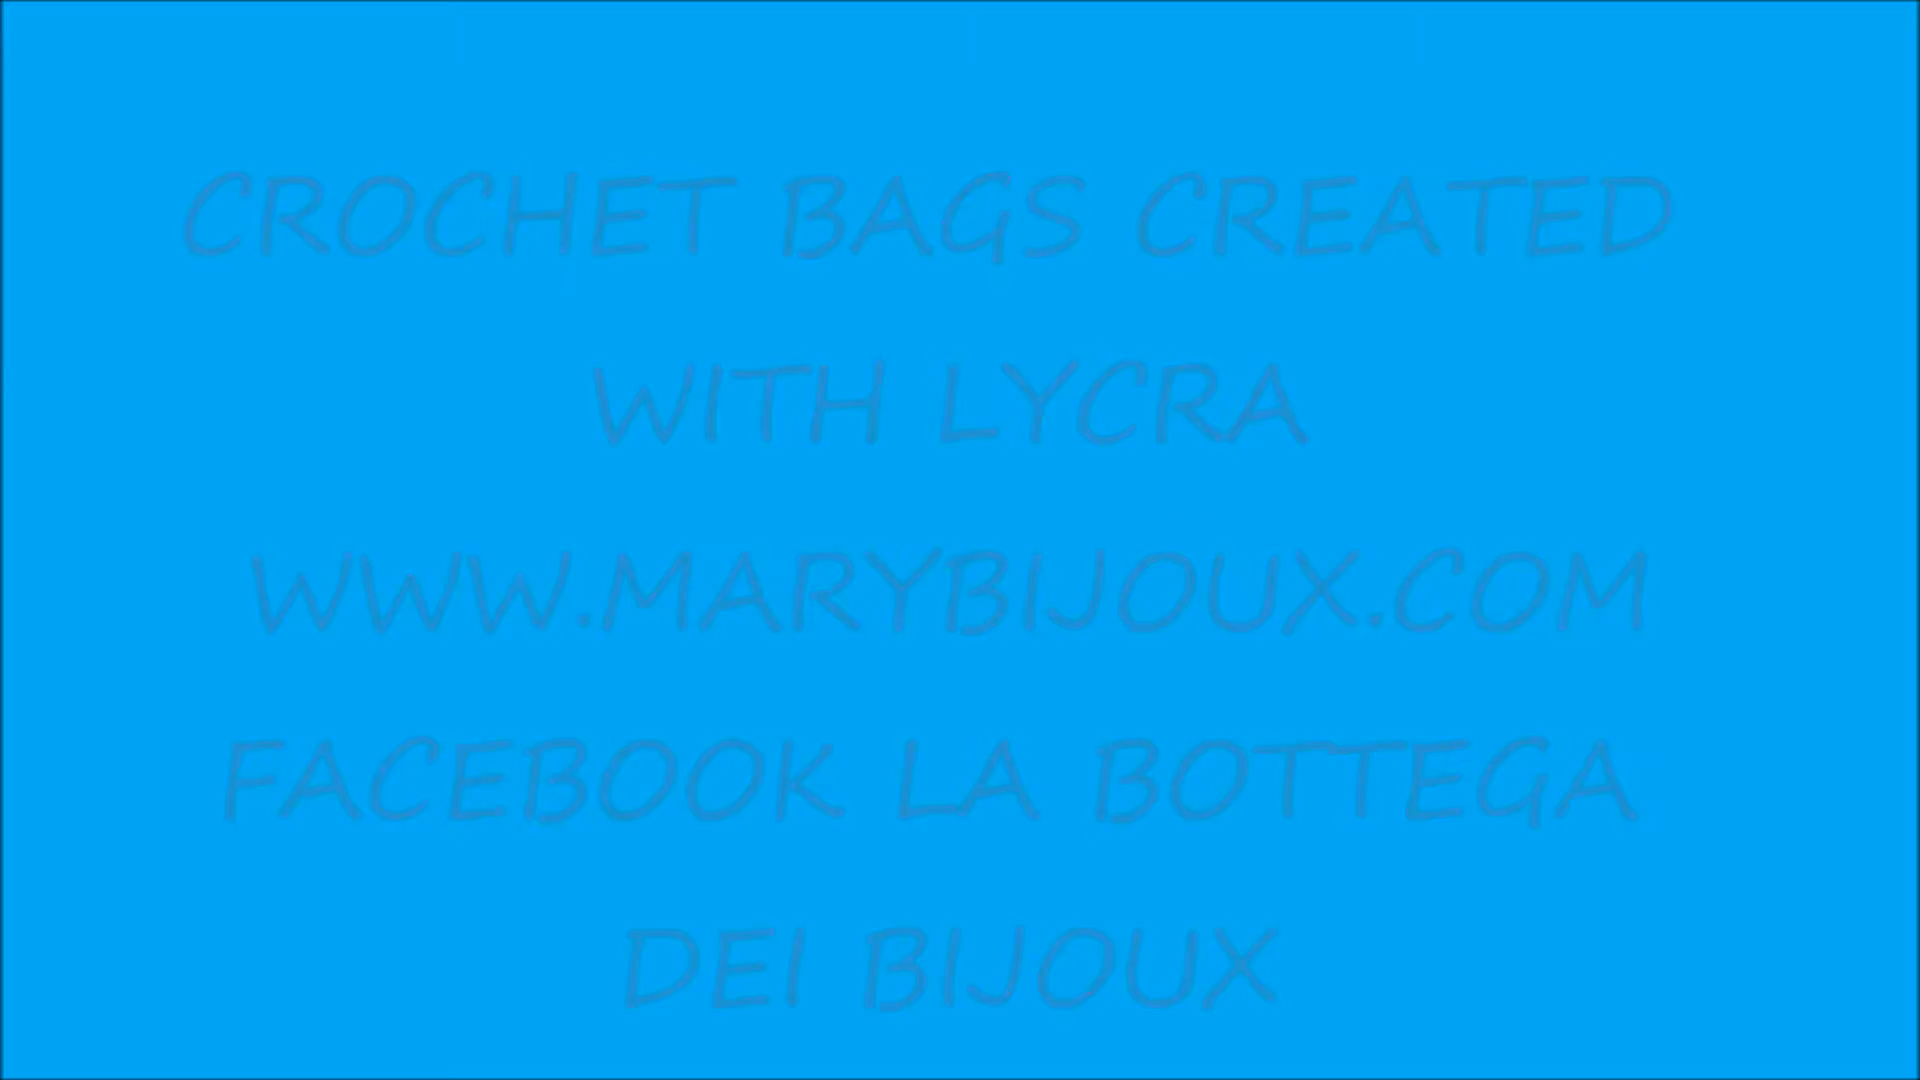 CROCHET BAGS CREATED
WITH LYCRA
WWW.MARYBIJOUX.COM
FACEBOOK LA BOTTEGA
DEI BIJOUX